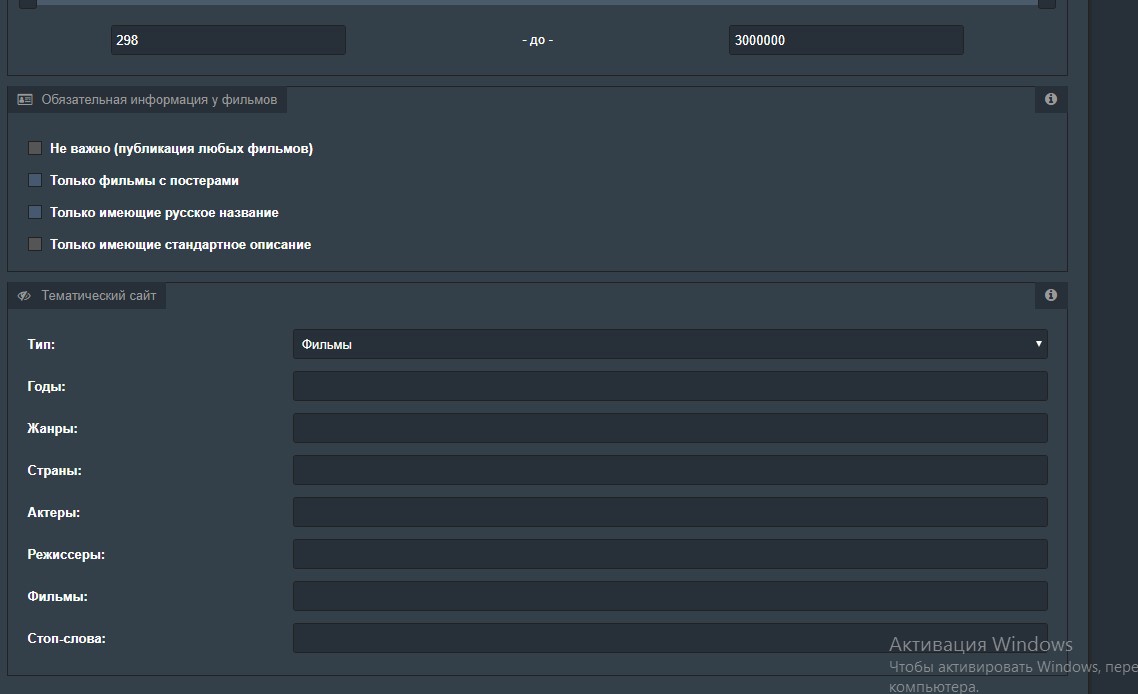 298 - до - 3000000
Обязательная информация у фильмов
Не важно (публикация любых фильмов)
Только фильмы с постерами
Только имеющие русское название
Только имеющие стандартное описание
Тематический сайт
Тип: Фильмы
Годы:
Жанры:
Страны:
Актеры:
Режиссеры:
Фильмы:
Стоп-слова:
Активация Windows
Чтобы активировать Windows, пере
компьютера.